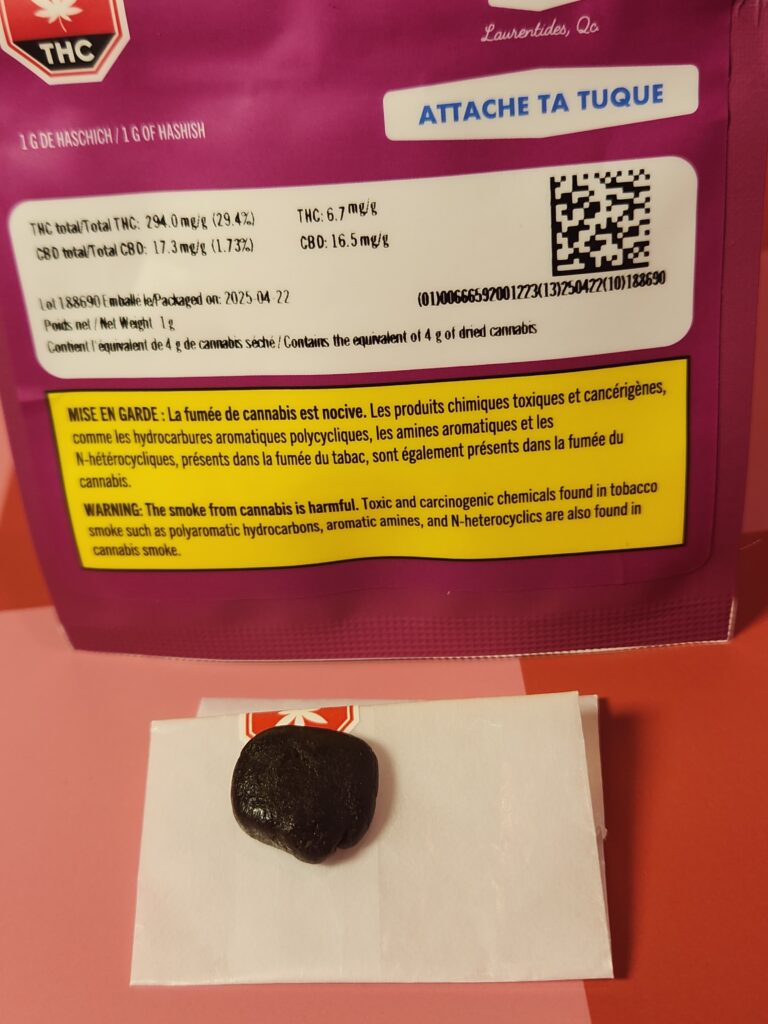 THC
Laurentides, Qc
ATTACHE TA TUQUE
1 G DE HASCHICH / 1 G OF HASHISH
THC total/Total THC: 294.0 mg/g (29.4%) THC: 6.7 mg/g
CBD total/Total CBD: 17.3 mg/g (1.73%) CBD: 16.5 mg/g
Lot 188690 Emballé le/Packaged on: 2025-04-22
(01)00666592001223(13)250422(10)188690
Poids net / Net Weight 1 g
Contient l'équivalent de 4 g de cannabis séché / Contains the equivalent of 4 g of dried cannabis
MISE EN GARDE : La fumée de cannabis est nocive. Les produits chimiques toxiques et cancérigènes,
comme les hydrocarbures aromatiques polycycliques, les amines aromatiques et les
N-hétérocycliques, présents dans la fumée du tabac, sont également présents dans la fumée du
cannabis.
WARNING: The smoke from cannabis is harmful. Toxic and carcinogenic chemicals found in tobacco
smoke such as polyaromatic hydrocarbons, aromatic amines, and N-heterocyclics are also found in
cannabis smoke.